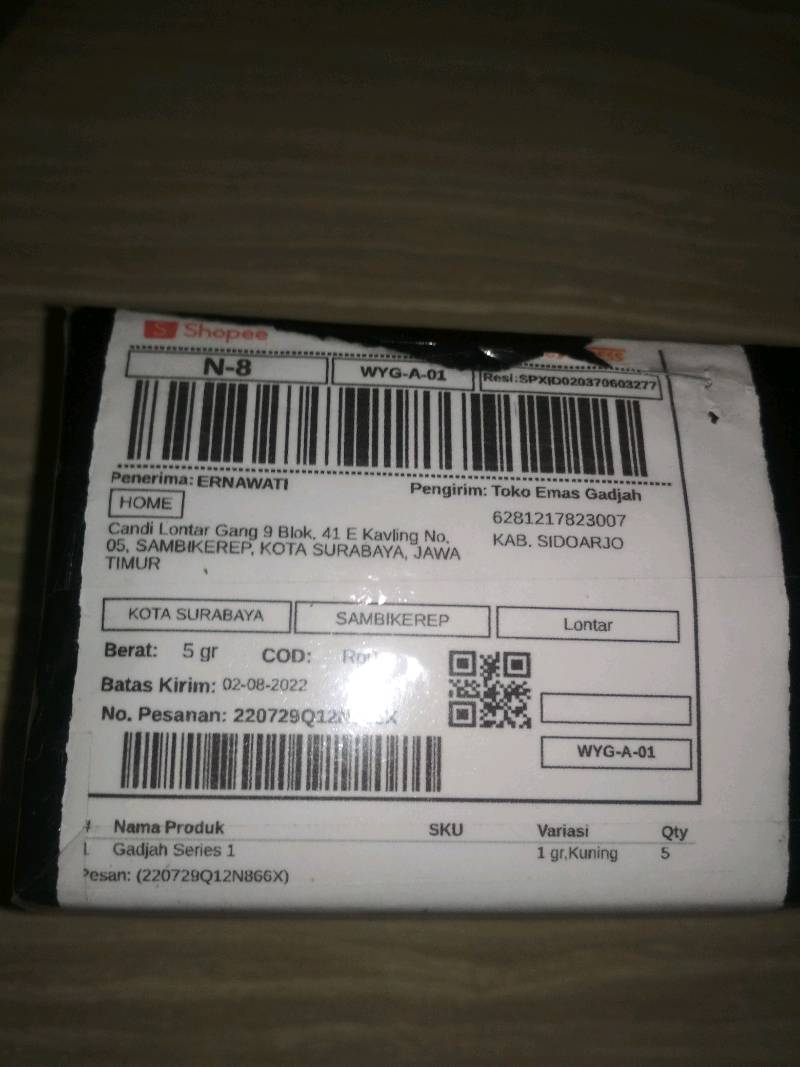 Shopee
N-8
WYG-A-01
Resi:SPXID020370603277
Penerima: ERNAWATI
Pengirim: Toko Emas Gadjah
HOME
6281217823007
Candi Lontar Gang 9 Blok. 41 E Kavling No.
KAB. SIDOARJO
05, SAMBIKEREP, KOTA SURABAYA, JAWA
TIMUR
KOTA SURABAYA
SAMBIKEREP
Lontar
Berat: 5 gr
COD:
Batas Kirim: 02-08-2022
No. Pesanan:
WYG-A-01
Nama Produk SKU Variasi Qty
Gadjah Series 1 1 gr,Kuning 5
Pesan: (220729Q12N866X)